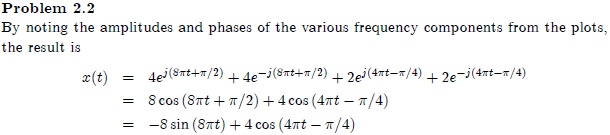 Problem 2.2
By noting the amplitudes and phases of the various frequency components from the plots,
the result is
x(t) = 4e^{j(8πt+π/2)} + 4e^{−j(8πt+π/2)} + 2e^{j(4πt−π/4)} + 2e^{−j(4πt−π/4)}
= 8 cos (8πt + π/2) + 4 cos (4πt − π/4)
= −8 sin (8πt) + 4 cos (4πt − π/4)